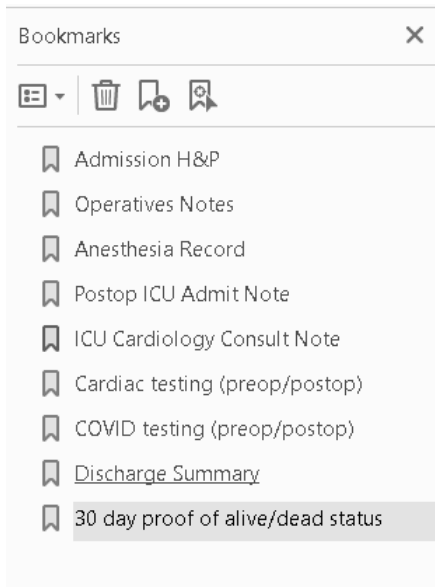 Bookmarks
Admission H&P
Operatives Notes
Anesthesia Record
Postop ICU Admit Note
ICU Cardiology Consult Note
Cardiac testing (preop/postop)
COVID testing (preop/postop)
Discharge Summary
30 day proof of alive/dead status